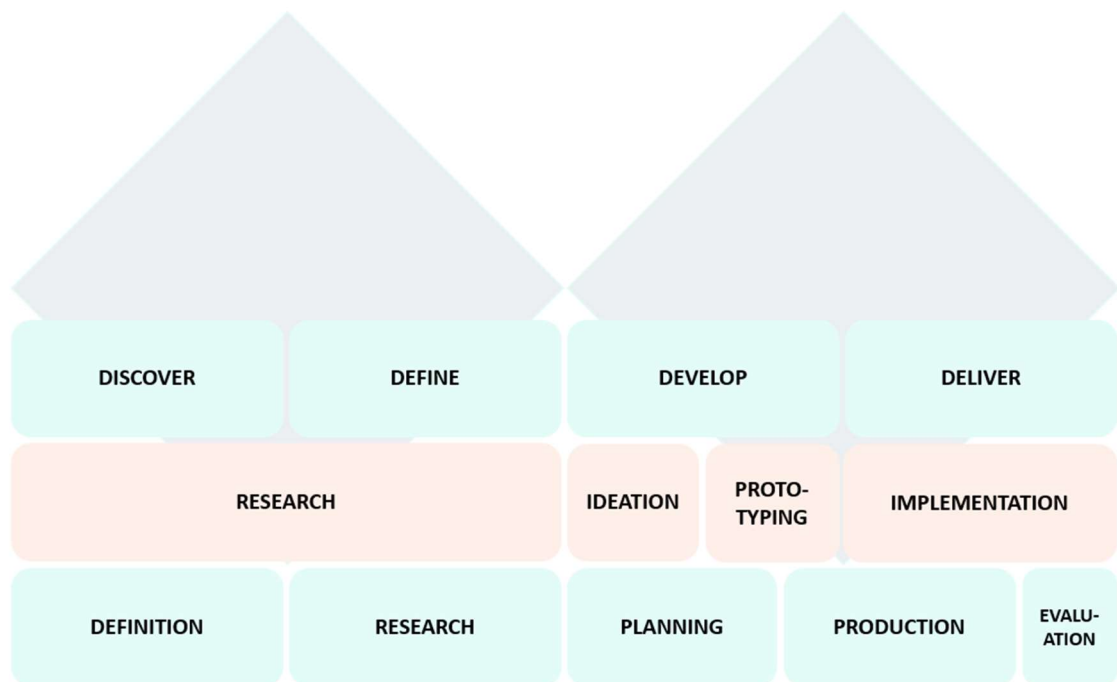 DISCOVER
DEFINE
DEVELOP
DELIVER
RESEARCH
IDEATION
PROTO-
TYPING
IMPLEMENTATION
DEFINITION
RESEARCH
PLANNING
PRODUCTION
EVALU-
ATION